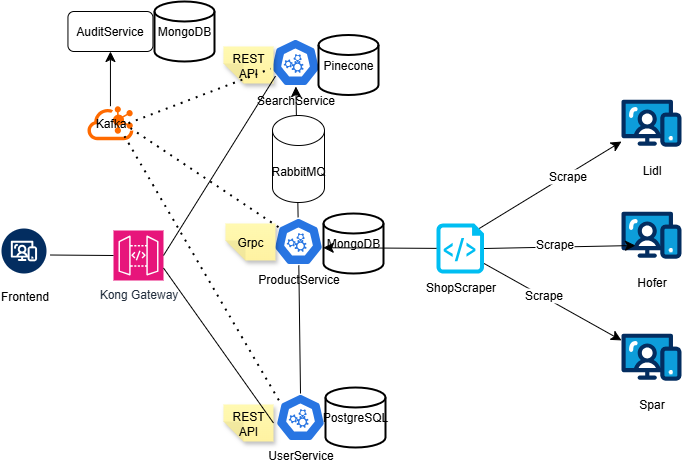 AuditService
MongoDB
REST
API
Pinecone
SearchService
Kafka
RabbitMQ
Lidl
Scrape
Grpc
MongoDB
ProductService
Scrape
Hofer
Frontend
Kong Gateway
ShopScraper
Scrape
Spar
REST
API
PostgreSQL
UserService